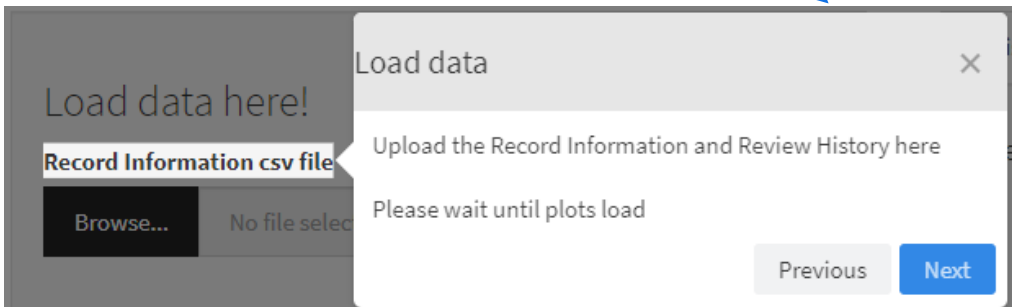 Load data
Load data here!
Upload the Record Information and Review History here
Record Information csv file
Please wait until plots load
Browse...
No file selec
Previous
Next